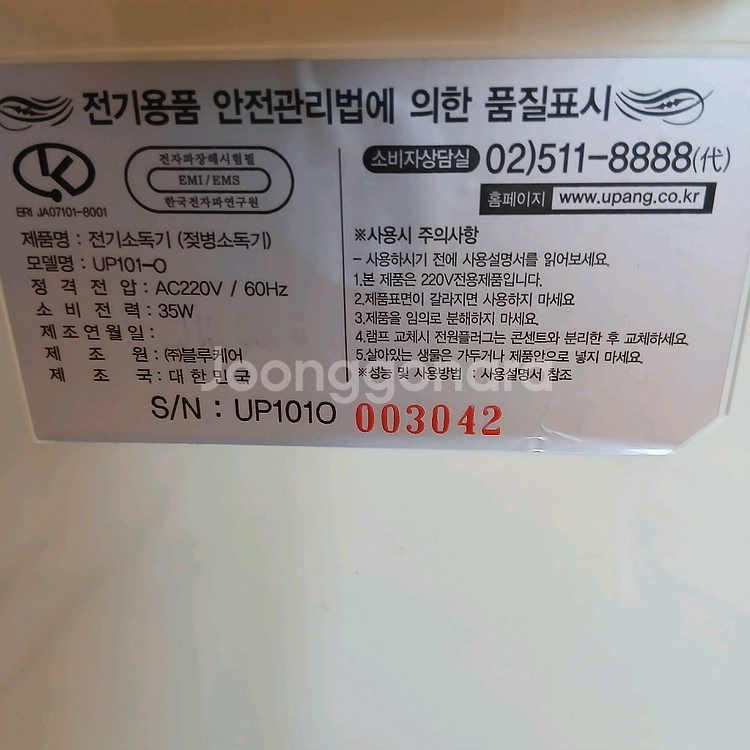 전기용품 안전관리법에 의한 품질표시
전자파장해시험필
EMI / EMS
한국전자파연구원
ERI JA07101-6001
제품명 : 전기소독기 (젖병소독기)
모델명 : UP101-O
정격전압 : AC220V / 60Hz
소비전력 : 35W
제조연월일 :
제조원 : ㈜블루케어
제조국 : 대한민국
소비자상담실 02)511-8888(代)
홈페이지 www.upang.co.kr
※사용시 주의사항
- 사용하시기 전에 사용설명서를 읽어보세요.
1.본 제품은 220V전용제품입니다.
2.제품표면이 갈라지면 사용하지 마세요
3.제품을 임의로 분해하지 마세요
4.램프 교체시 전원플러그는 콘센트와 분리한 후 교체하세요.
5.살아있는 생물은 가두거나 제품안으로 넣지 마세요.
※성능 및 사용방법 : 사용설명서 참조
S/N : UP101O 003042
Joonggonara